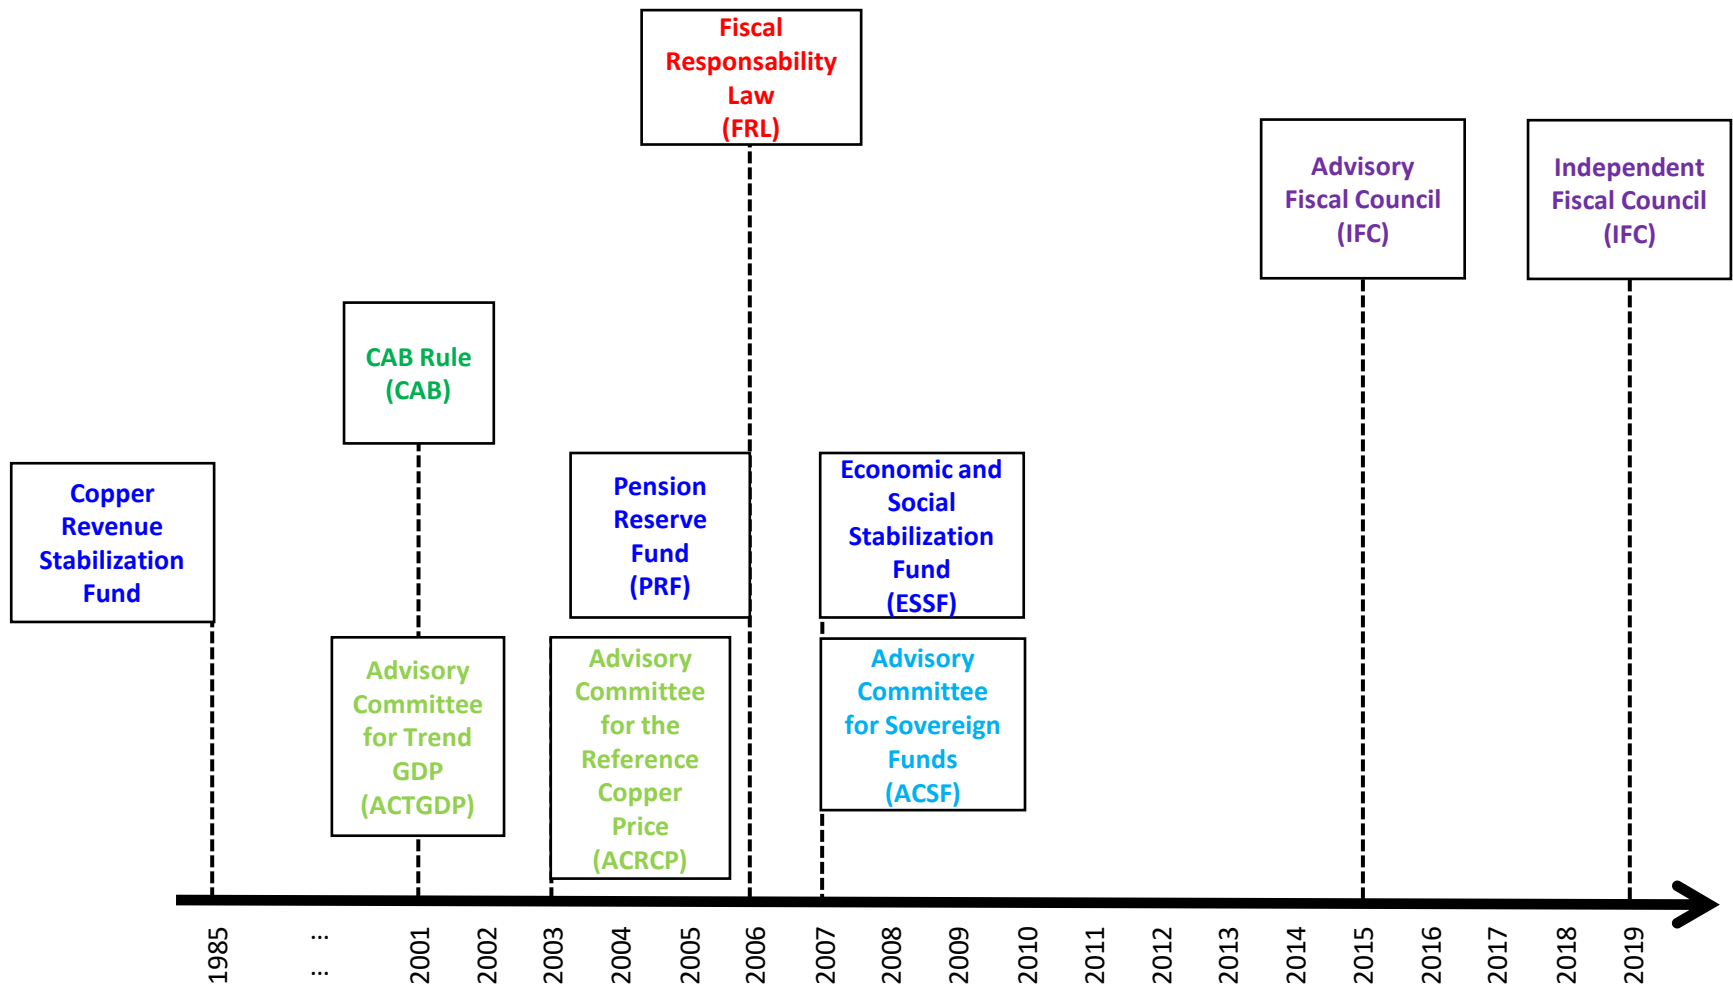 Fiscal
Responsability
Law
(FRL)
Advisory
Fiscal Council
(IFC)
Independent
Fiscal Council
(IFC)
CAB Rule
(CAB)
Copper
Revenue
Stabilization
Fund
Pension
Reserve
Fund
(PRF)
Economic and
Social
Stabilization
Fund
(ESSF)
Advisory
Committee
for Trend
GDP
(ACTGDP)
Advisory
Committee
for the
Reference
Copper
Price
(ACRCP)
Advisory
Committee
for Sovereign
Funds
(ACSF)
1985
...
...
2001
2002
2003
2004
2005
2006
2007
2008
2009
2010
2011
2012
2013
2014
2015
2016
2017
2018
2019